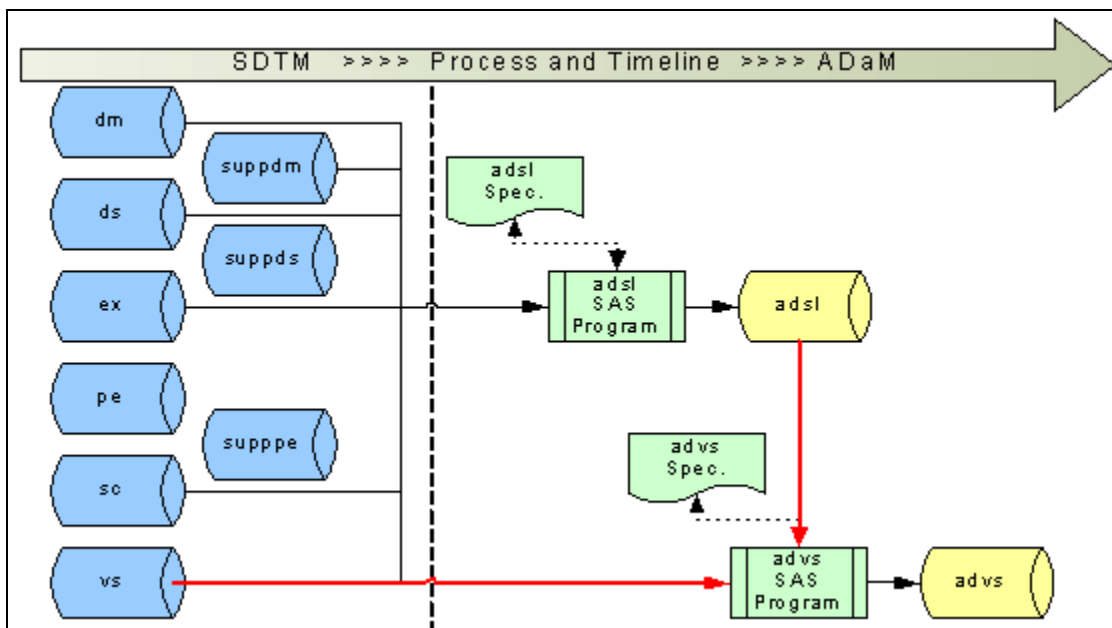 SDTM >>>> Process and Timeline >>>> ADaM
dm
suppdm
adsl
Spec.
ds
suppds
ex
adsl
SAS
Program
adsl
pe
supppe
advs
Spec.
sc
vs
advs
SAS
Program
advs